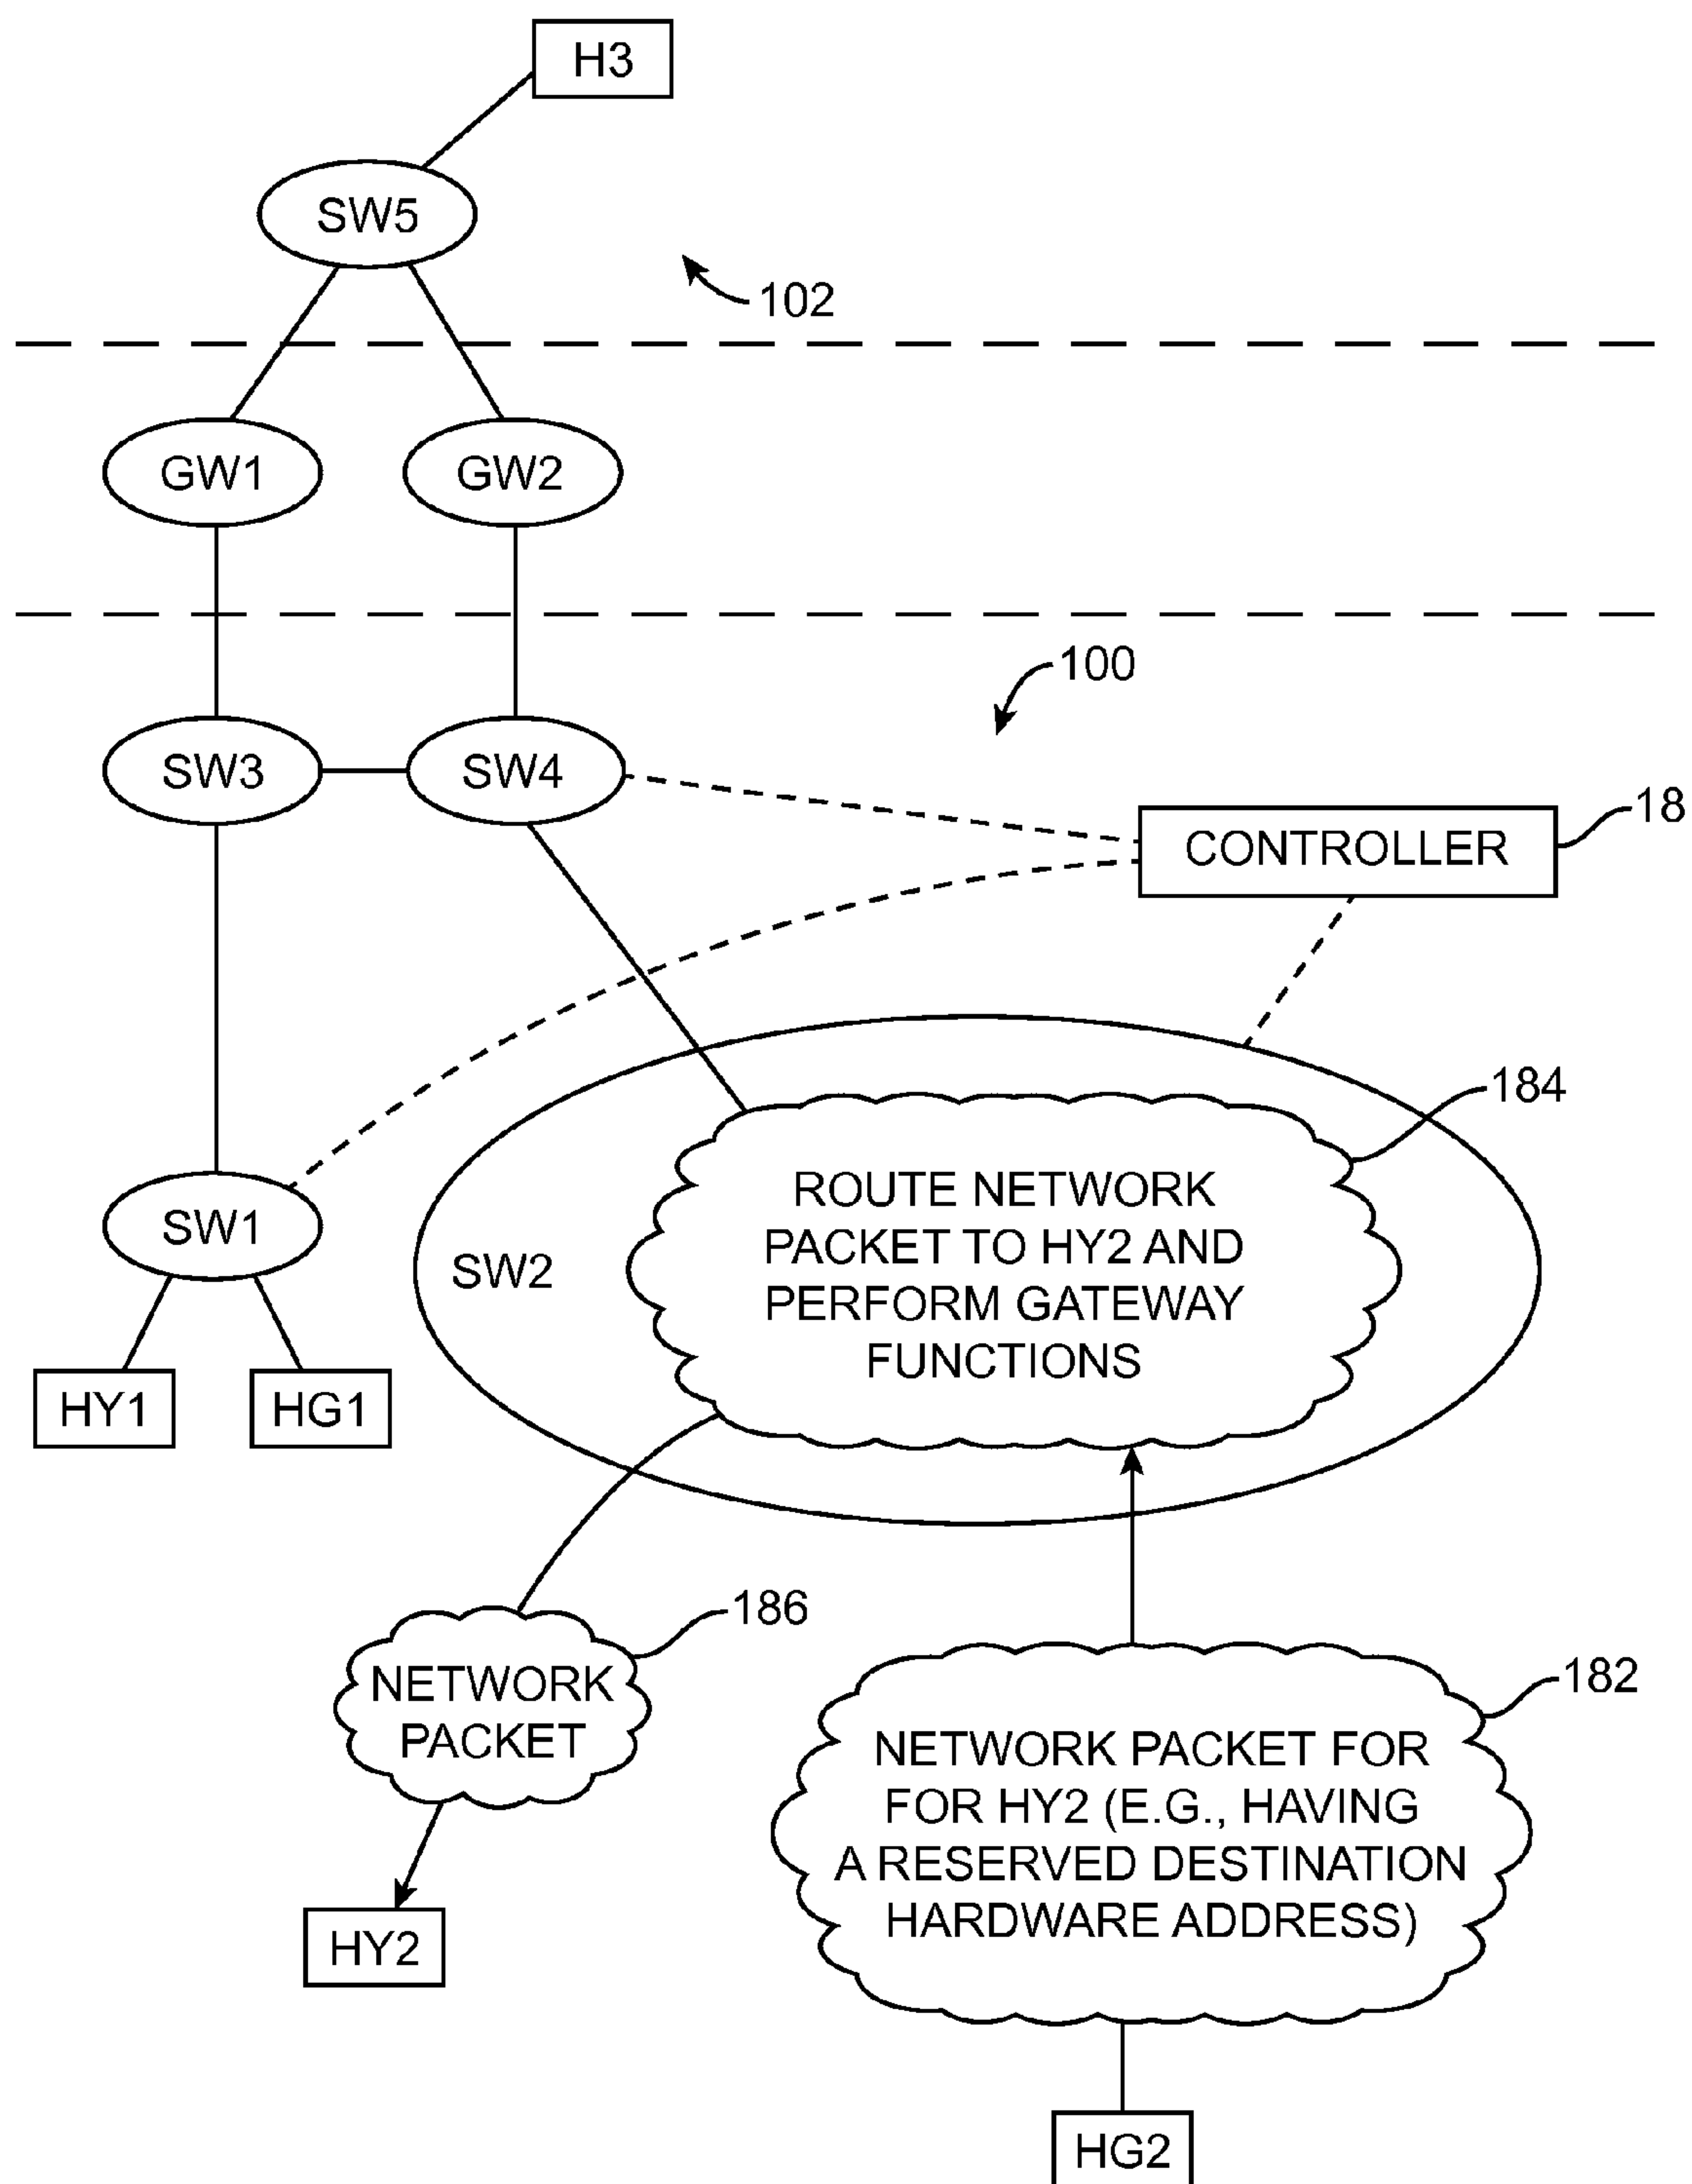 H3
SW5
102
GW1
GW2
100
SW3
SW4
CONTROLLER
18
184
ROUTE NETWORK
PACKET TO HY2 AND
PERFORM GATEWAY
FUNCTIONS
SW1
SW2
HY1
HG1
186
NETWORK
PACKET
182
NETWORK PACKET FOR
FOR HY2 (E.G., HAVING
A RESERVED DESTINATION
HARDWARE ADDRESS)
HY2
HG2